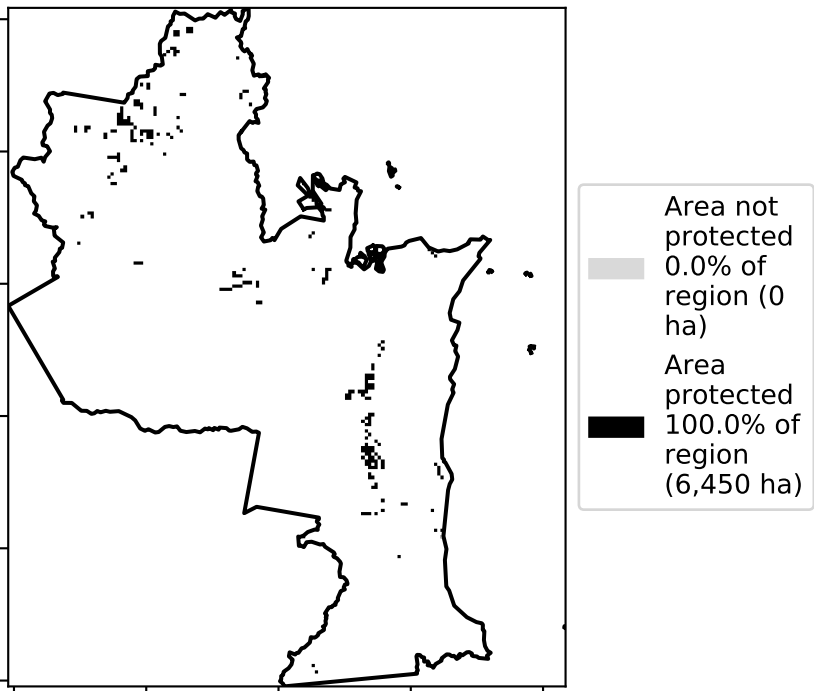 Area not
protected
0.0% of
region (0
ha)
Area
protected
100.0% of
region
(6,450 ha)